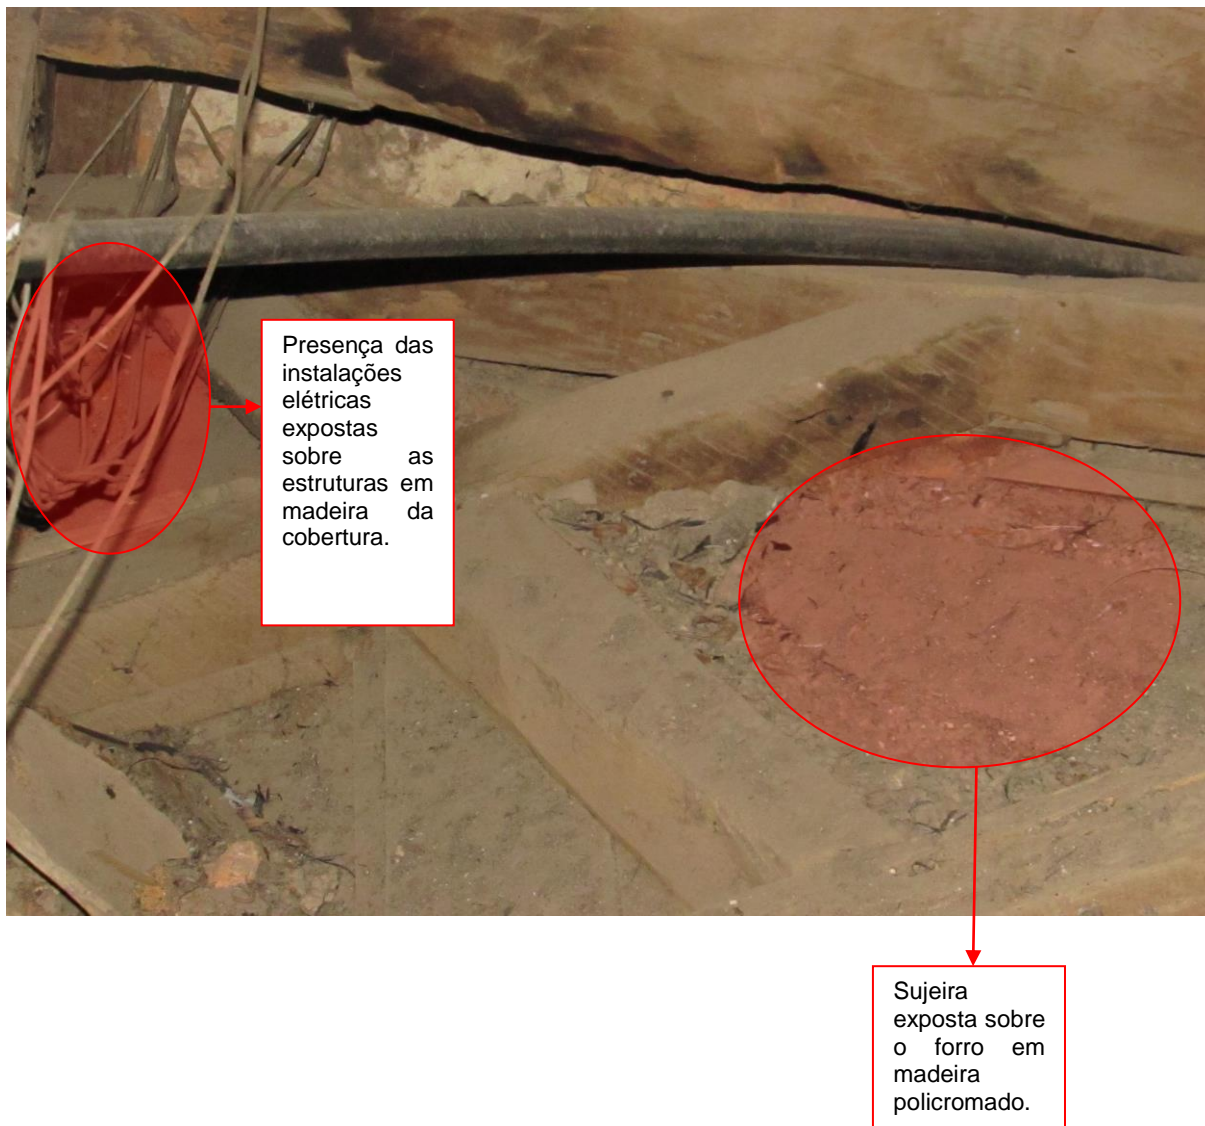 Presença das
instalações
elétricas
expostas
sobre as
estruturas em
madeira da
cobertura.
Sujeira
exposta sobre
o forro em
madeira
policromado.